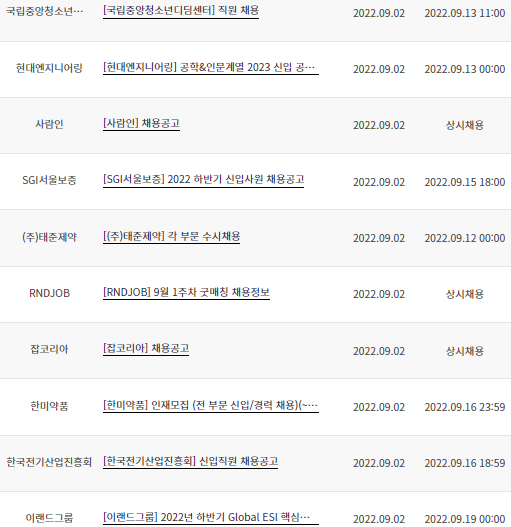 국립중앙청소년… [국립중앙청소년디딤센터] 직원 채용 2022.09.02 2022.09.13 11:00
현대엔지니어링 [현대엔지니어링] 공학&인문계열 2023 신입 공… 2022.09.02 2022.09.13 00:00
사람인 [사람인] 채용공고 2022.09.02 상시채용
SGI서울보증 [SGI서울보증] 2022 하반기 신입사원 채용공고 2022.09.02 2022.09.15 18:00
(주)태준제약 [(주)태준제약] 각 부문 수시채용 2022.09.02 2022.09.12 00:00
RNDJOB [RNDJOB] 9월 1주차 굿매칭 채용정보 2022.09.02 상시채용
잡코리아 [잡코리아] 채용공고 2022.09.02 상시채용
한미약품 [한미약품] 인재모집 (전 부문 신입/경력 채용)(~… 2022.09.02 2022.09.16 23:59
한국전기산업진흥회 [한국전기산업진흥회] 신입직원 채용공고 2022.09.02 2022.09.16 18:59
이랜드그룹 [이랜드그룹] 2022년 하반기 Global ESI 핵심… 2022.09.02 2022.09.19 00:00